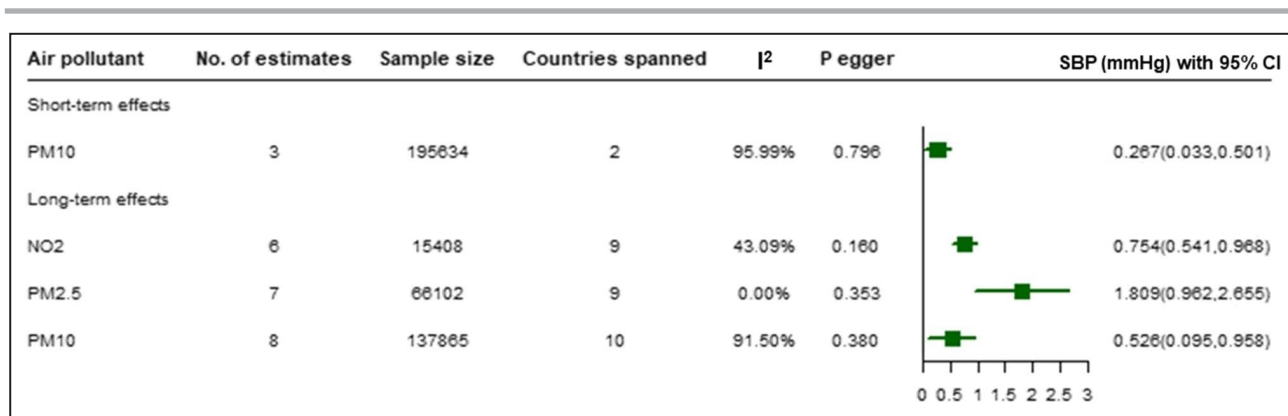 Air pollutant No. of estimates Sample size Countries spanned I² P egger SBP (mmHg) with 95% CI
Short-term effects
PM10 3 195634 2 95.99% 0.796 0.267(0.033,0.501)
Long-term effects
NO2 6 15408 9 43.09% 0.160 0.754(0.541,0.968)
PM2.5 7 66102 9 0.00% 0.353 1.809(0.962,2.655)
PM10 8 137865 10 91.50% 0.380 0.526(0.095,0.958)
0 0.5 1 1.5 2 2.5 3